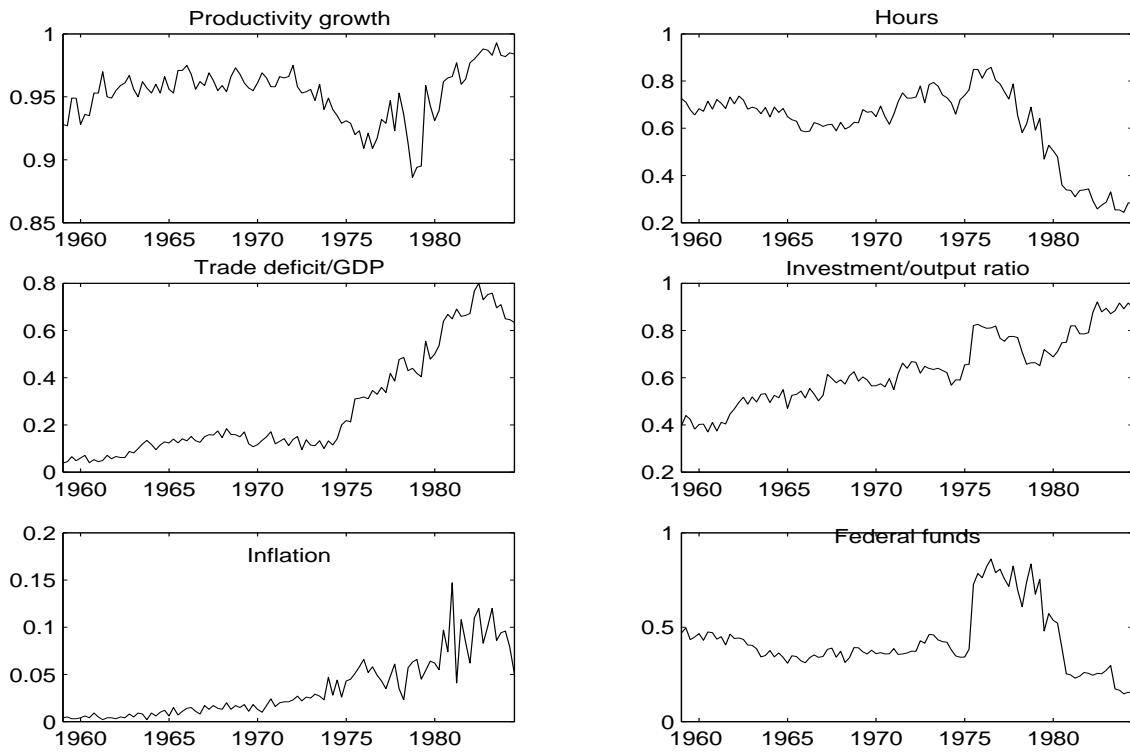 Productivity growth
1
0.95
0.9
0.85
1960 1965 1970 1975 1980
Hours
1
0.8
0.6
0.4
0.2
1960 1965 1970 1975 1980
Trade deficit/GDP
0.8
0.6
0.4
0.2
0
1960 1965 1970 1975 1980
Investment/output ratio
1
0.8
0.6
0.4
0.2
1960 1965 1970 1975 1980
Inflation
0.2
0.15
0.1
0.05
0
1960 1965 1970 1975 1980
Federal funds
1
0.5
0
1960 1965 1970 1975 1980